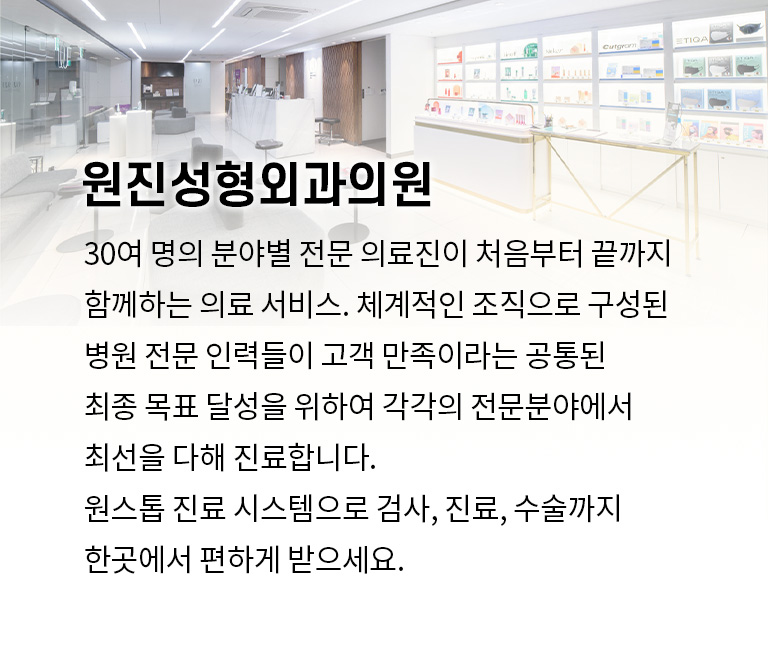 원진성형외과의원
30여 명의 분야별 전문 의료진이 처음부터 끝까지
함께하는 의료 서비스. 체계적인 조직으로 구성된
병원 전문 인력들이 고객 만족이라는 공통된
최종 목표 달성을 위하여 각각의 전문분야에서
최선을 다해 진료합니다.
원스톱 진료 시스템으로 검사, 진료, 수술까지
한곳에서 편하게 받으세요.